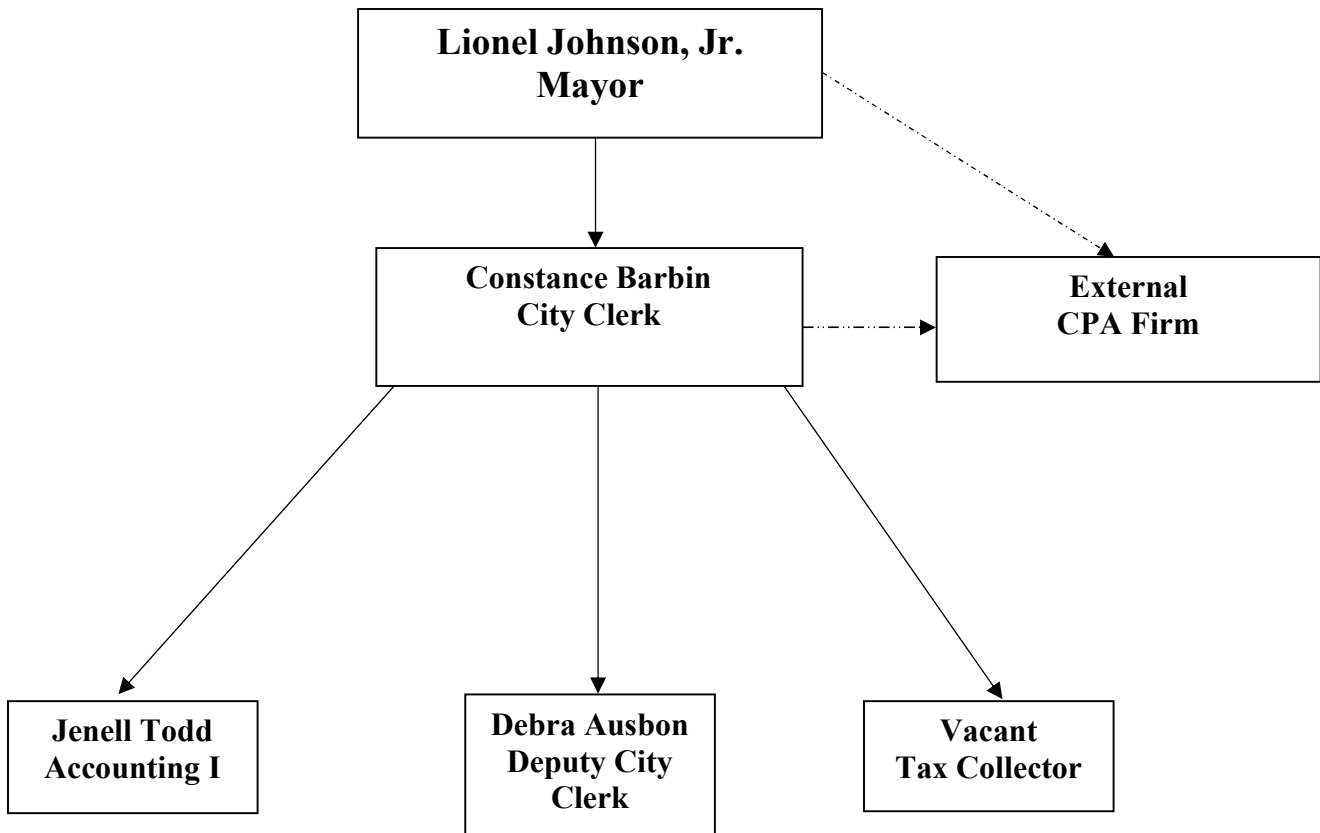 Lionel Johnson, Jr.
Mayor
Constance Barbin
City Clerk
External
CPA Firm
Jenell Todd
Accounting I
Debra Ausbon
Deputy City
Clerk
Vacant
Tax Collector